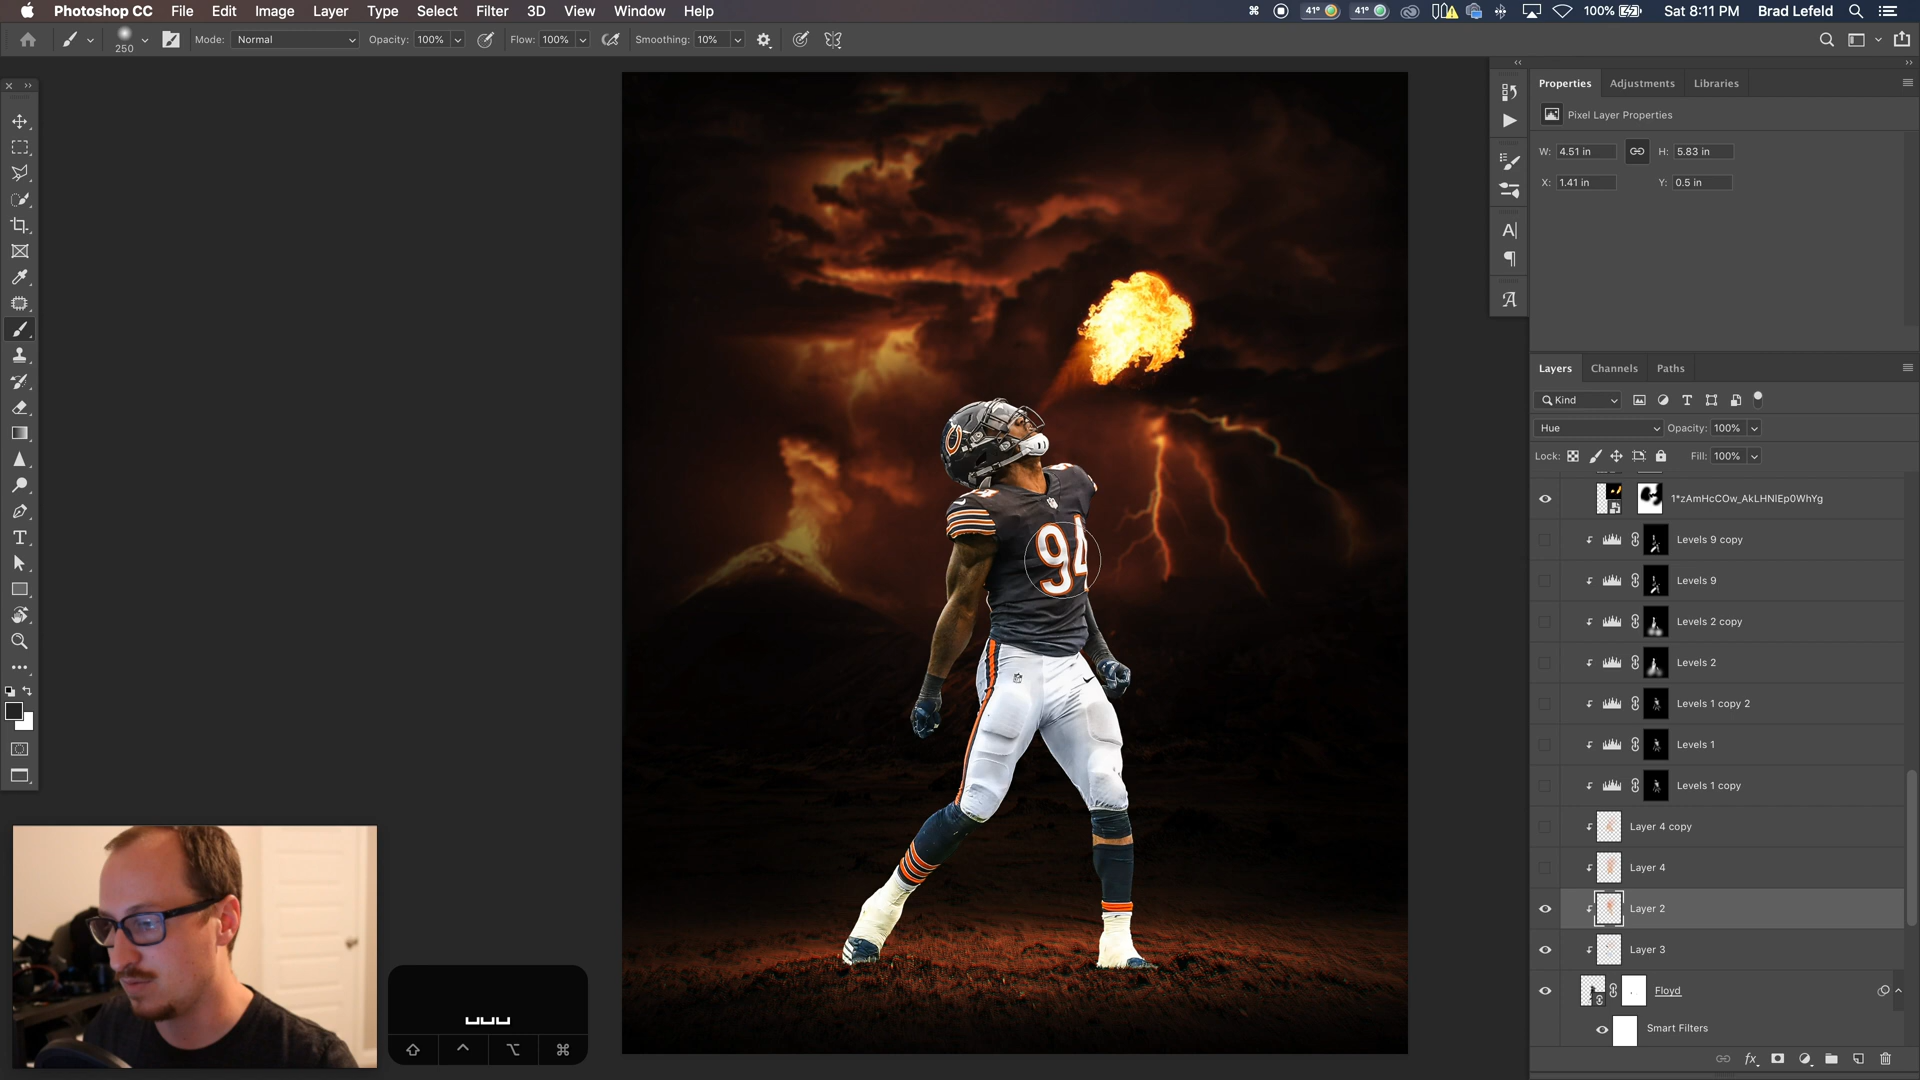 Photoshop CC File Edit Image Layer Type Select Filter 3D View Window Help 41° 41° 100% Sat 8:11 PM Brad Lefeld
250 Mode: Normal Opacity: 100% Flow: 100% Smoothing: 10%
Properties Adjustments Libraries
Pixel Layer Properties
W: 4.51 in H: 5.83 in
X: 1.41 in Y: 0.5 in
Layers Channels Paths
Kind
Hue Opacity: 100%
Lock: Fill: 100%
1*zAmHcCOw_AkLHNlEp0WhYg
Levels 9 copy
Levels 9
Levels 2 copy
Levels 2
Levels 1 copy 2
Levels 1
Levels 1 copy
Layer 4 copy
Layer 4
Layer 2
Layer 3
Floyd
Smart Filters
94